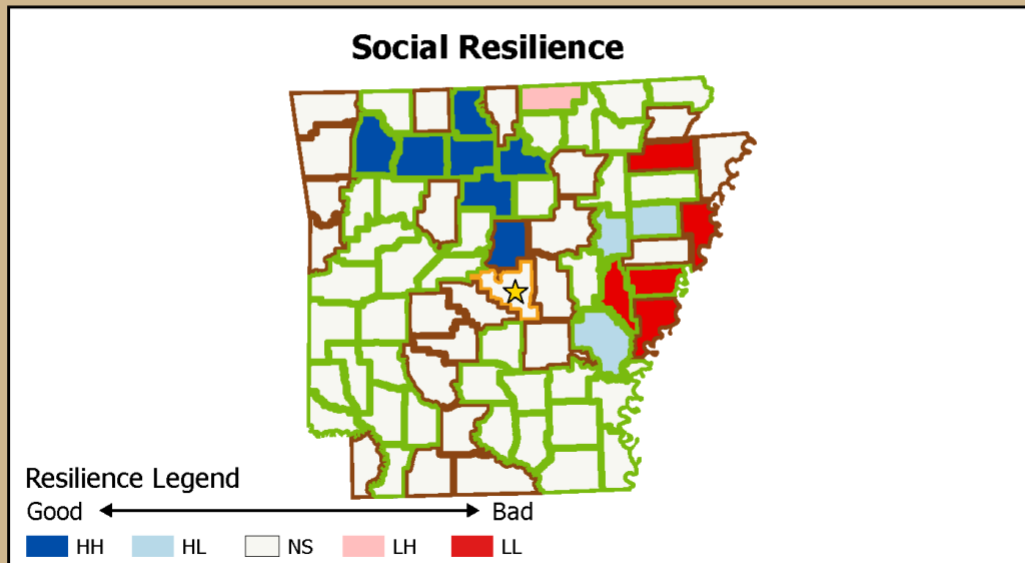 Social Resilience
Resilience Legend
Good Bad
HH HL NS LH LL